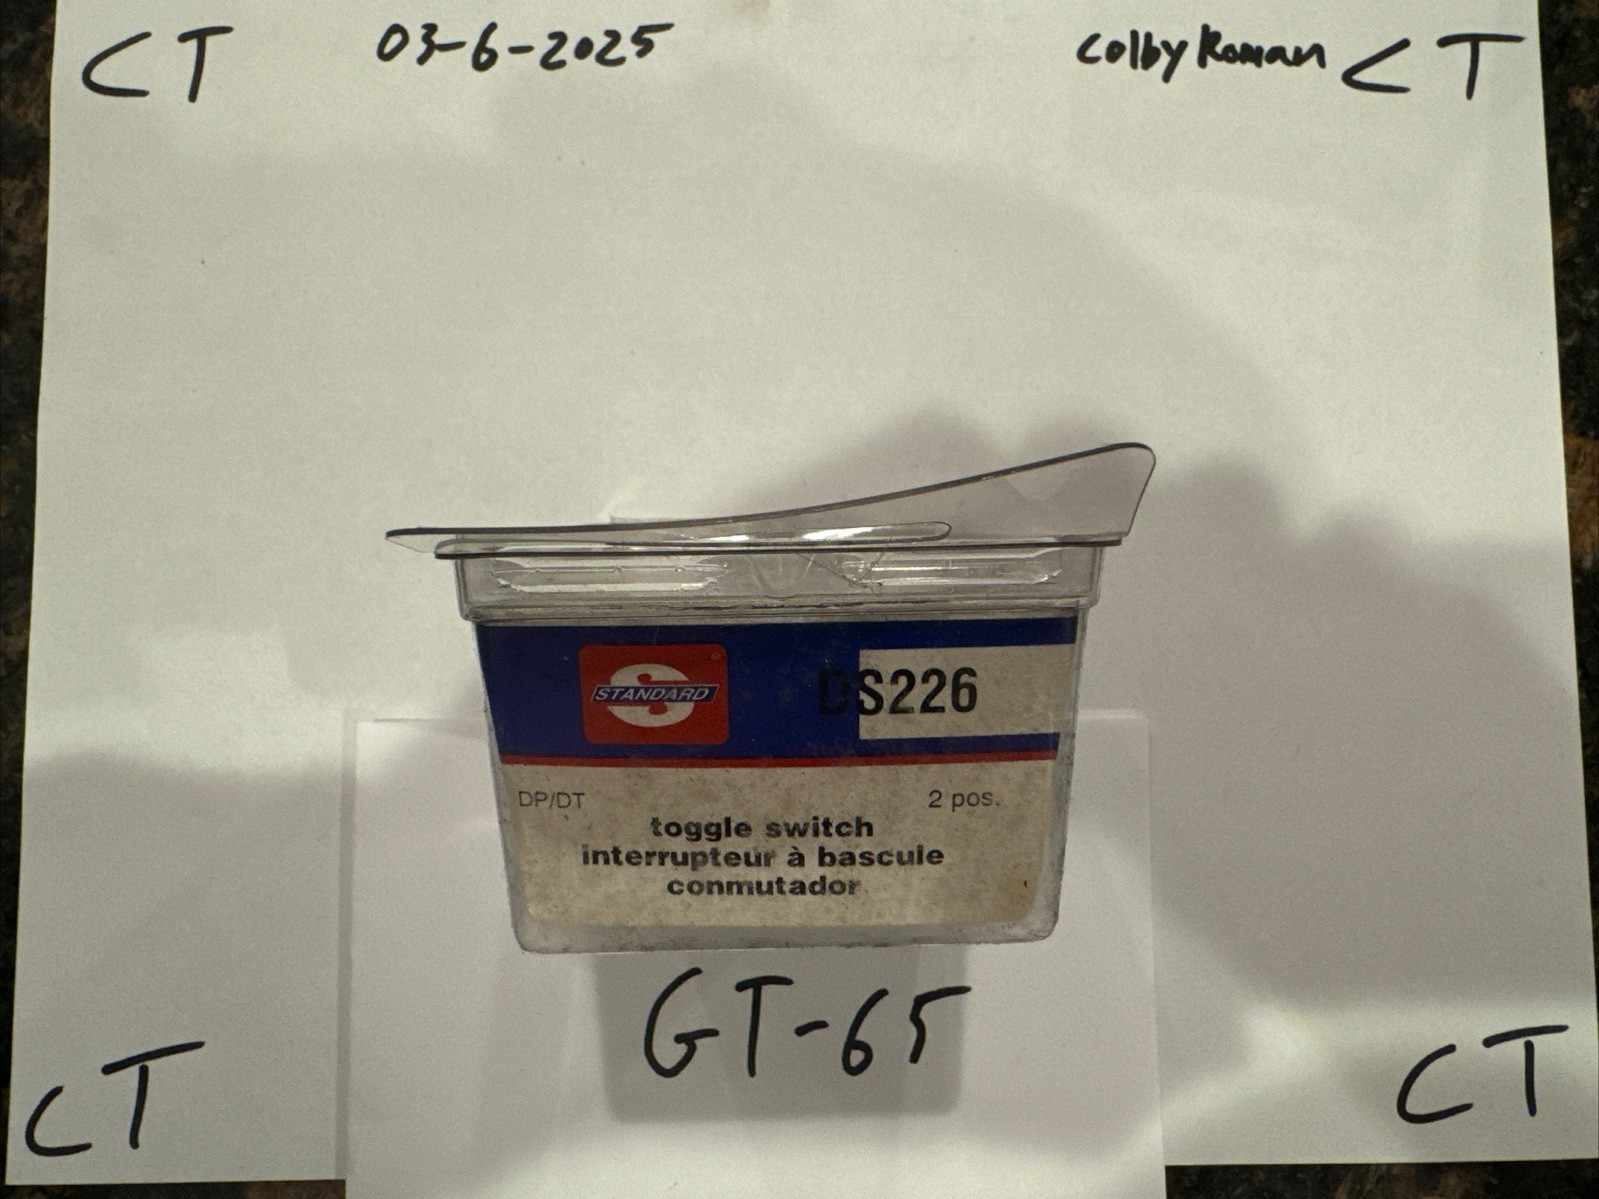 CT 03-6-2025 Colby Roman CT
STANDARD
DS226
DP/DT 2 pos.
toggle switch
interrupteur à bascule
conmutador
GT-65
CT CT